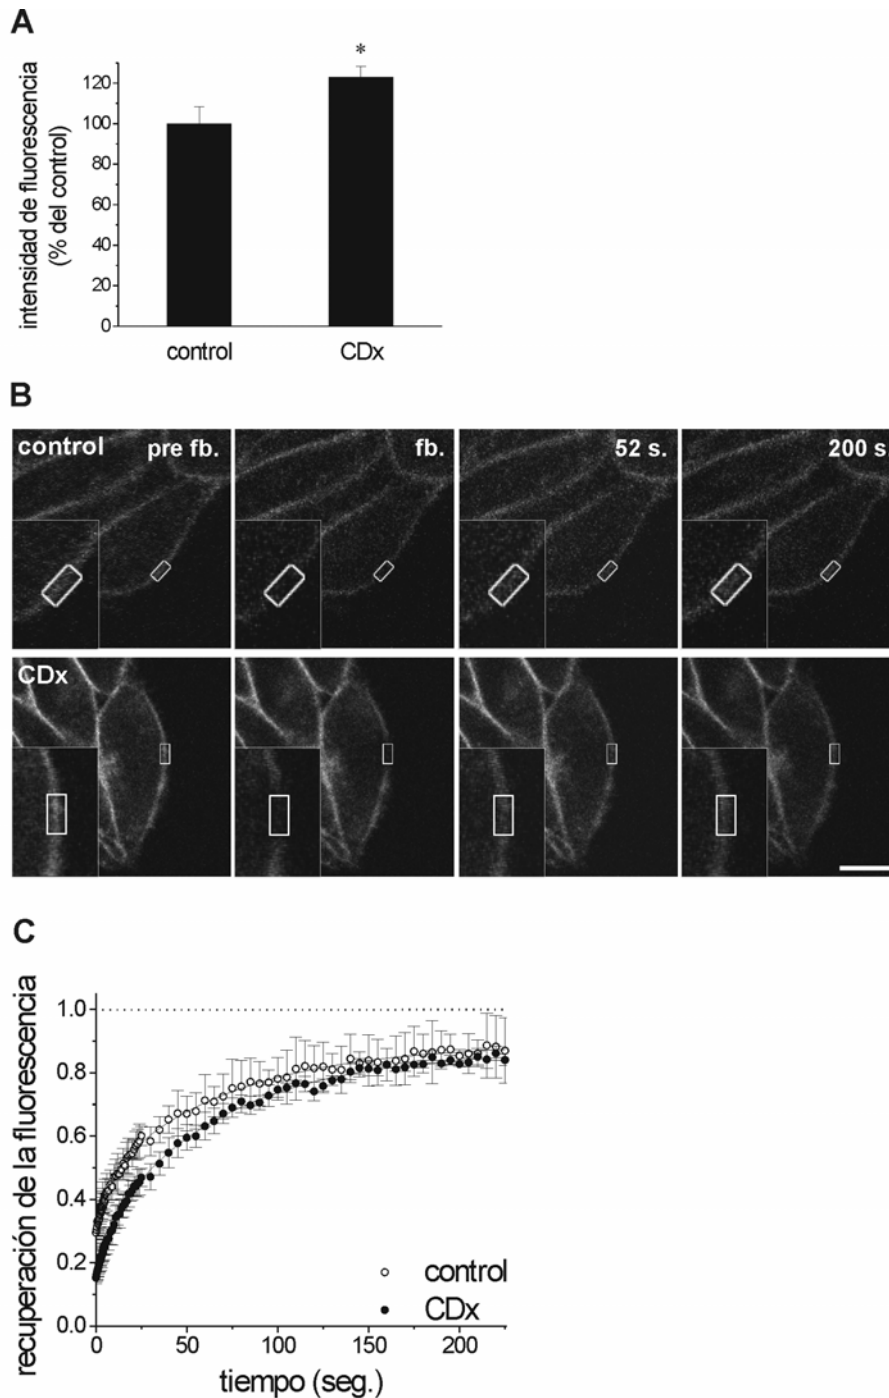 A
intensidad de fluorescencia
(% del control)
120
100
80
60
40
20
0
*
control
CDx
B
control
pre fb.
fb.
52 s.
200 s.
CDx
C
recuperación de la fluorescencia
1.0
0.8
0.6
0.4
0.2
0.0
control
CDx
0
50
100
150
200
tiempo (seg.)